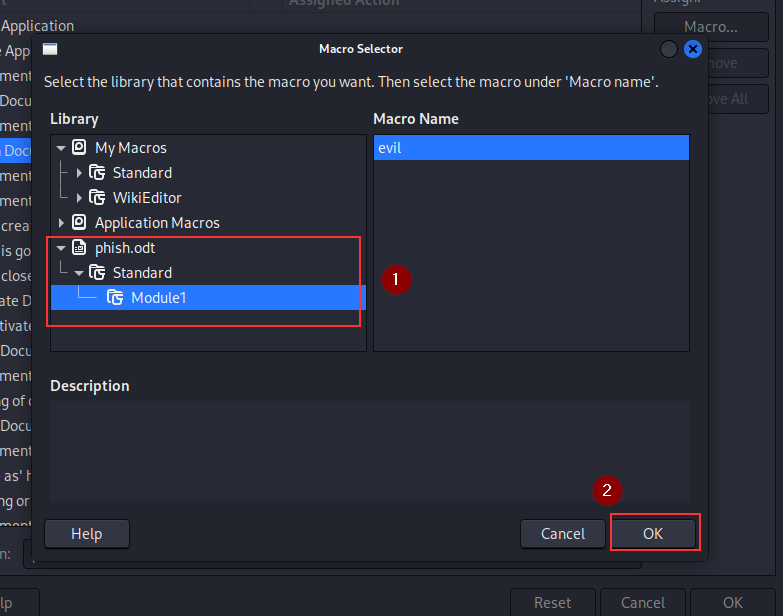 Assigned Action
Application
Macro...
Macro Selector
Select the library that contains the macro you want. Then select the macro under 'Macro name'.
Library
Macro Name
My Macros
evil
Standard
WikiEditor
Application Macros
phish.odt
Standard
1
Module1
Description
2
Help
Cancel
OK
Reset
Cancel
OK